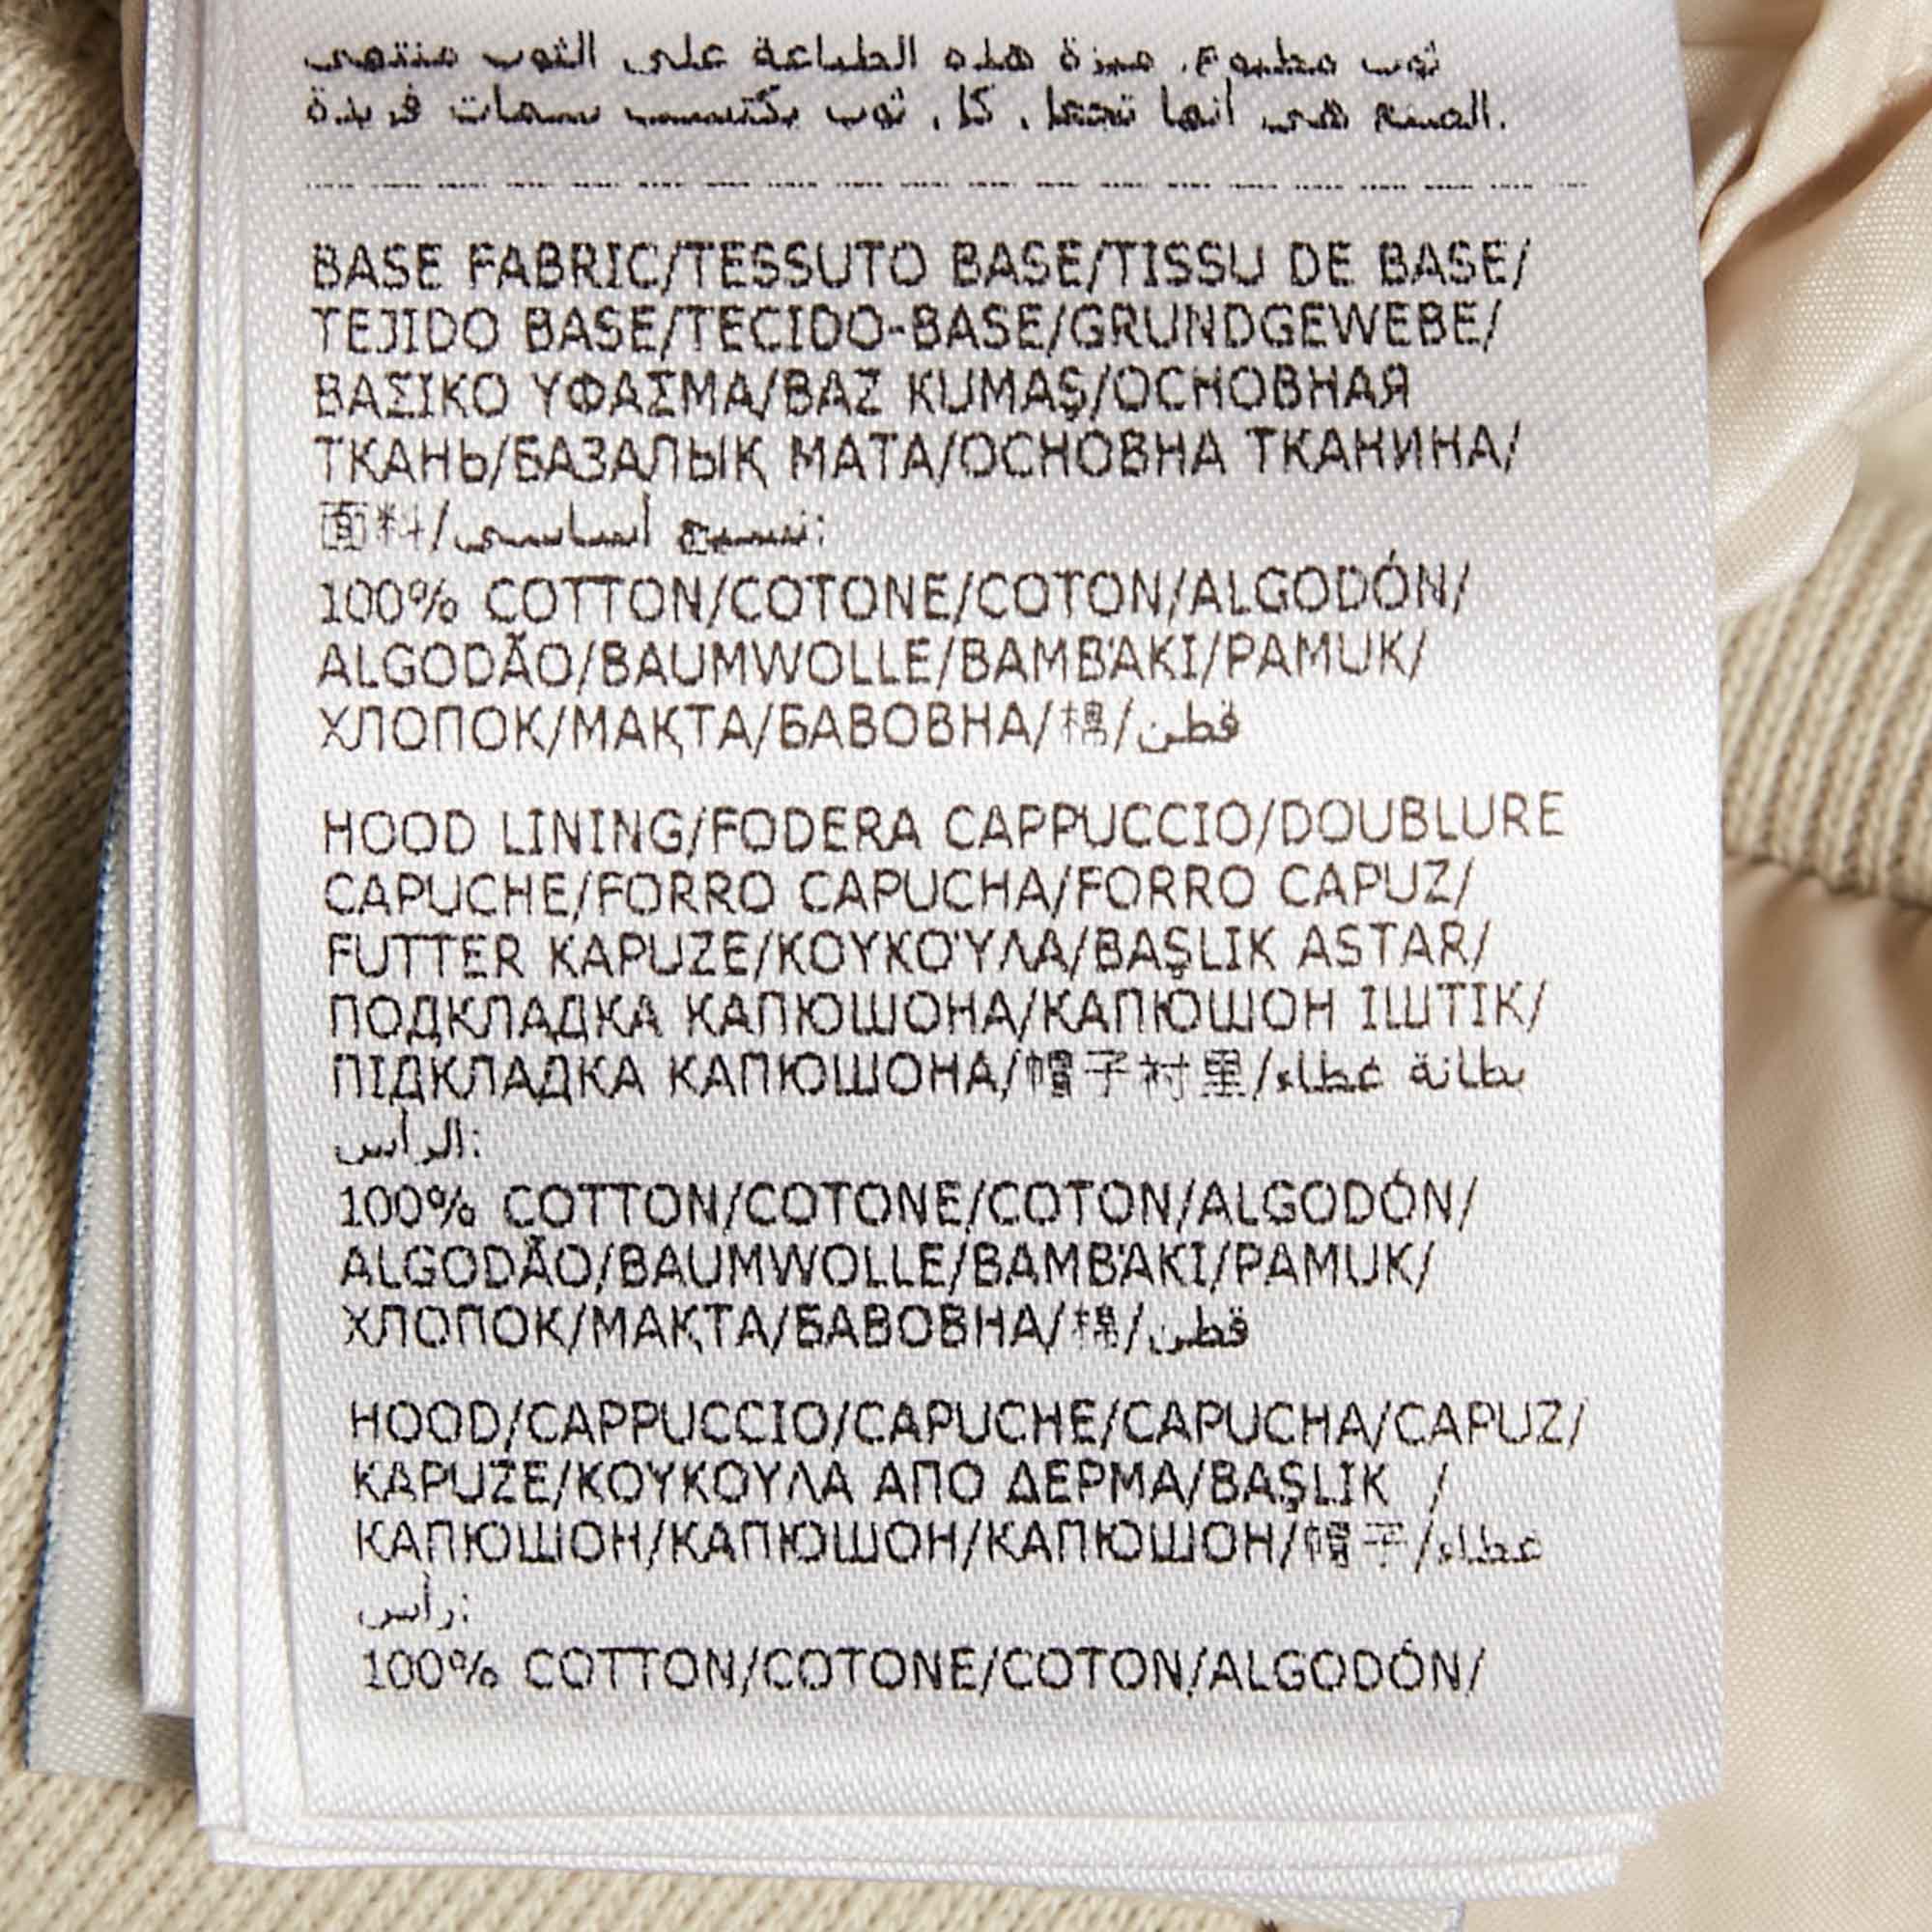 ثوب مطبوع. ميزة هذه الطباعة على الثوب منتهى
الصنع هي أنها تجعل كل ثوب يكتسب سمات فريدة.
BASE FABRIC/TESSUTO BASE/TISSU DE BASE/
TEJIDO BASE/TECIDO-BASE/GRUNDGEWEBE/
ΒΑΣΙΚΟ ΥΦΑΣΜΑ/BAZ KUMAŞ/ОСНОВНАЯ
ТКАНЬ/БАЗАЛЫҚ МАТА/ОСНОВНА ТКАНИНА/
面料/نسيج أساسي:
100% COTTON/COTONE/COTON/ALGODÓN/
ALGODÃO/BAUMWOLLE/ΒΑΜΒΆΚΙ/PAMUK/
ХЛОПОК/МАҚТА/БАВОВНА/棉/قطن
HOOD LINING/FODERA CAPPUCCIO/DOUBLURE
CAPUCHE/FORRO CAPUCHA/FORRO CAPUZ/
FUTTER KAPUZE/ΚΟΥΚΟΎΛΑ/BAŞLIK ASTAR/
ПОДКЛАДКА КАПЮШОНА/КАПЮШОН ІШТІК/
ПІДКЛАДКА КАПЮШОНА/帽子衬里/بطانة غطاء
الرأس:
100% COTTON/COTONE/COTON/ALGODÓN/
ALGODÃO/BAUMWOLLE/ΒΑΜΒΆΚΙ/PAMUK/
ХЛОПОК/МАҚТА/БАВОВНА/棉/قطن
HOOD/CAPPUCCIO/CAPUCHE/CAPUCHA/CAPUZ/
KAPUZE/ΚΟΥΚΟΥΛΑ ΑΠΟ ΔΕΡΜΑ/BAŞLIK /
КАПЮШОН/КАПЮШОН/КАПЮШОН/帽子/غطاء
رأس:
100% COTTON/COTONE/COTON/ALGODÓN/